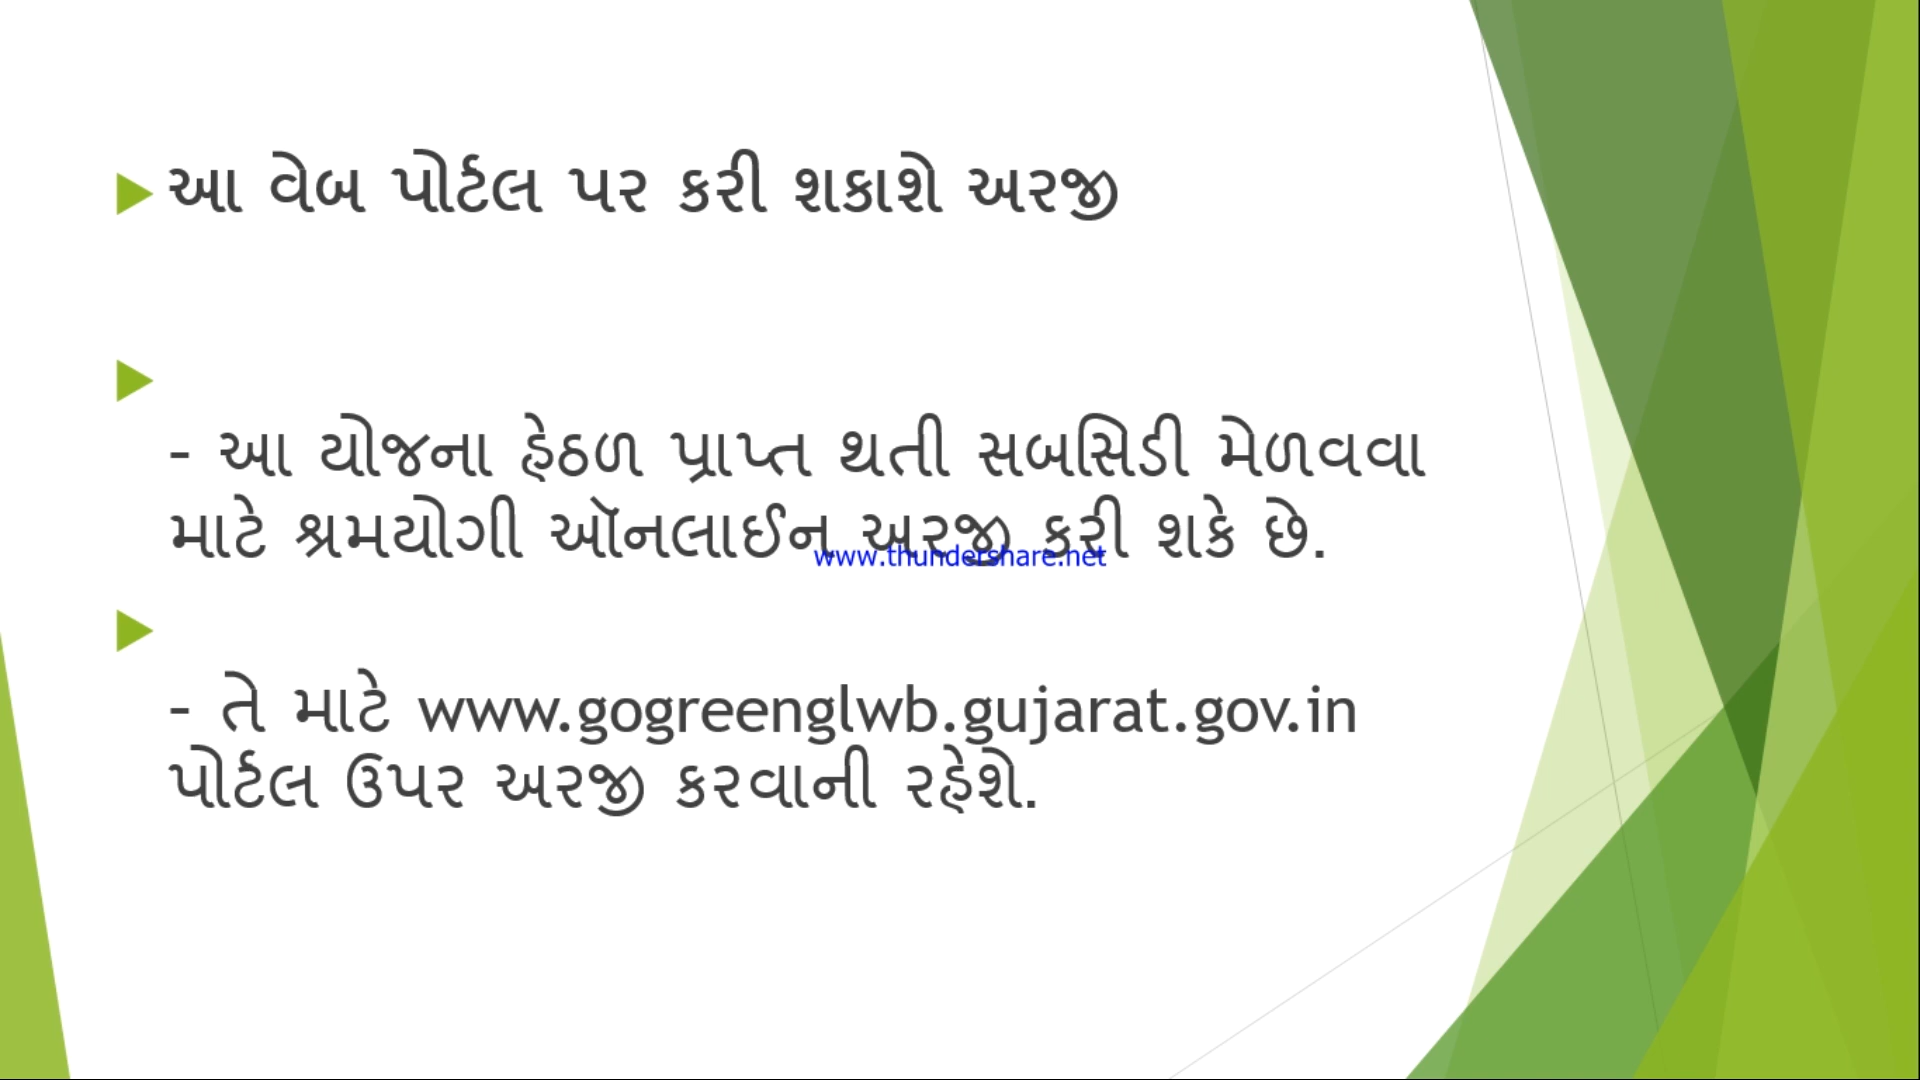 આ વેબ પોર્ટલ પર કરી શકાશે અરજી
- આ યોજના હેઠળ પ્રાપ્ત થતી સબસિડી મેળવવા
માટે શ્રમયોગી ઑનલાઈન અરજી કરી શકે છે.
www.thundershare.net
- તે માટે www.gogreenglwb.gujarat.gov.in
પોર્ટલ ઉપર અરજી કરવાની રહેશે.